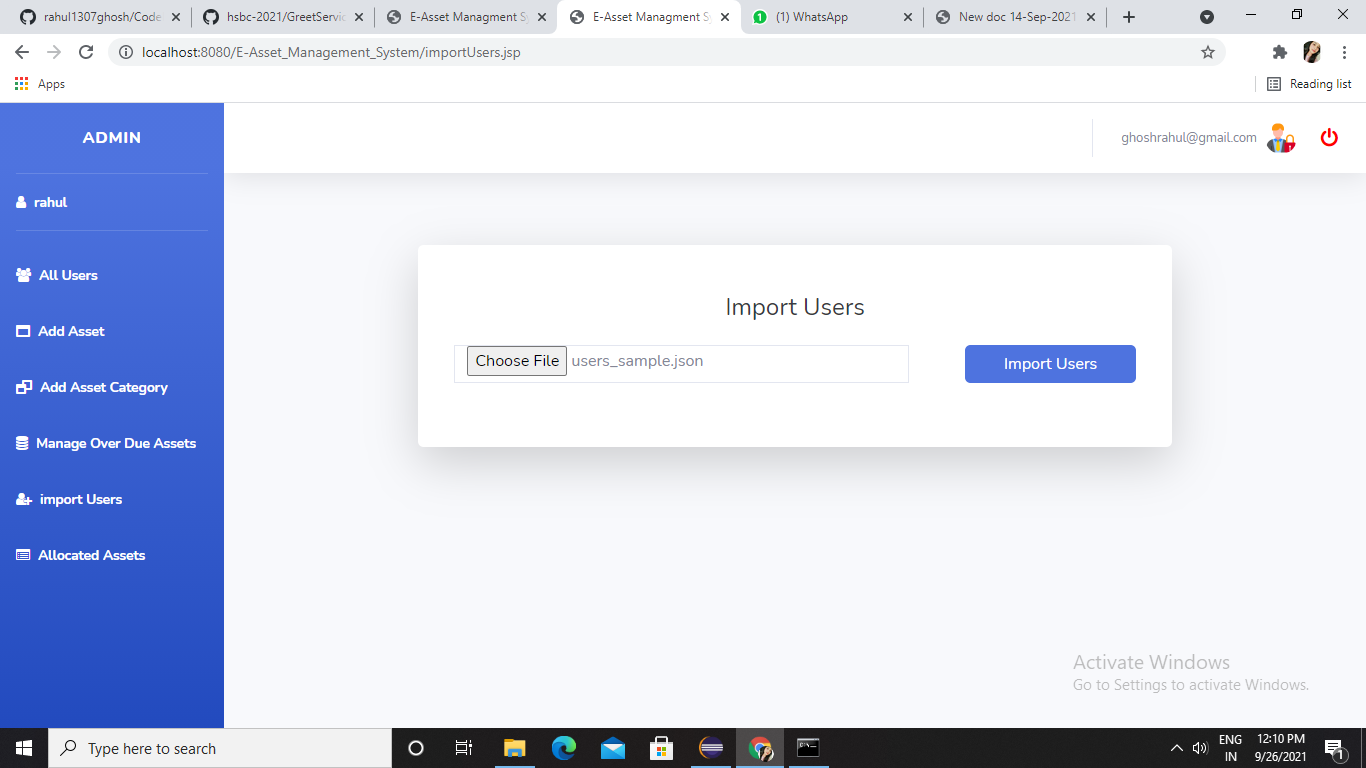 rahul1307ghosh/Code
hsbc-2021/GreetServic
E-Asset Managment S
E-Asset Managment S
(1) WhatsApp
New doc 14-Sep-2021
localhost:8080/E-Asset_Management_System/importUsers.jsp
Apps
Reading list
ADMIN
ghoshrahul@gmail.com
rahul
All Users
Add Asset
Add Asset Category
Manage Over Due Assets
import Users
Allocated Assets
Import Users
Choose File users_sample.json
Import Users
Activate Windows
Go to Settings to activate Windows.
Type here to search
ENG
IN
12:10 PM
9/26/2021
1